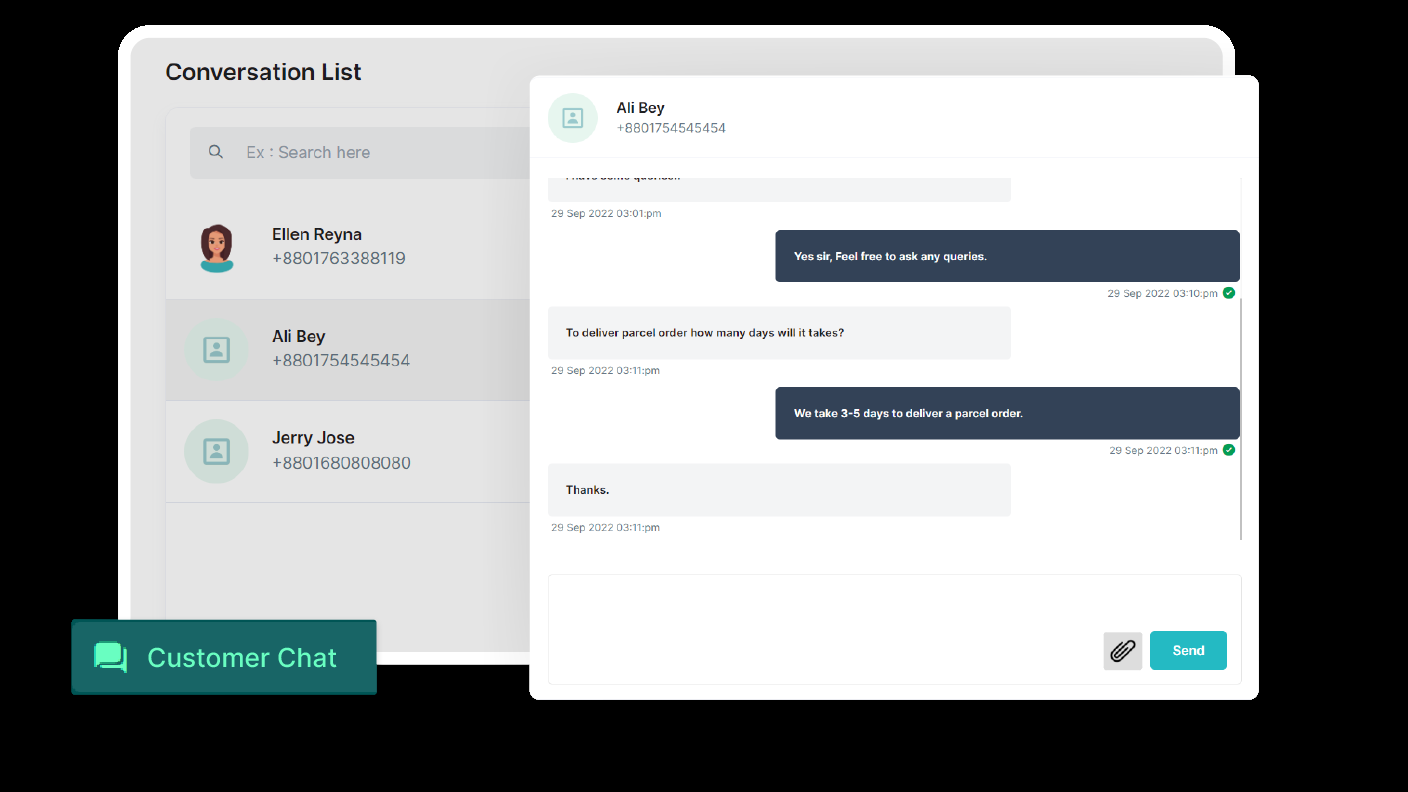 Conversation List
Ex : Search here
Ellen Reyna
+8801763388119
Ali Bey
+8801754545454
Jerry Jose
+8801680808080
Customer Chat
Ali Bey
+8801754545454
29 Sep 2022 03:01:pm
Yes sir, Feel free to ask any queries.
29 Sep 2022 03:10:pm
To deliver parcel order how many days will it takes?
29 Sep 2022 03:11:pm
We take 3-5 days to deliver a parcel order.
29 Sep 2022 03:11:pm
Thanks.
29 Sep 2022 03:11:pm
Send